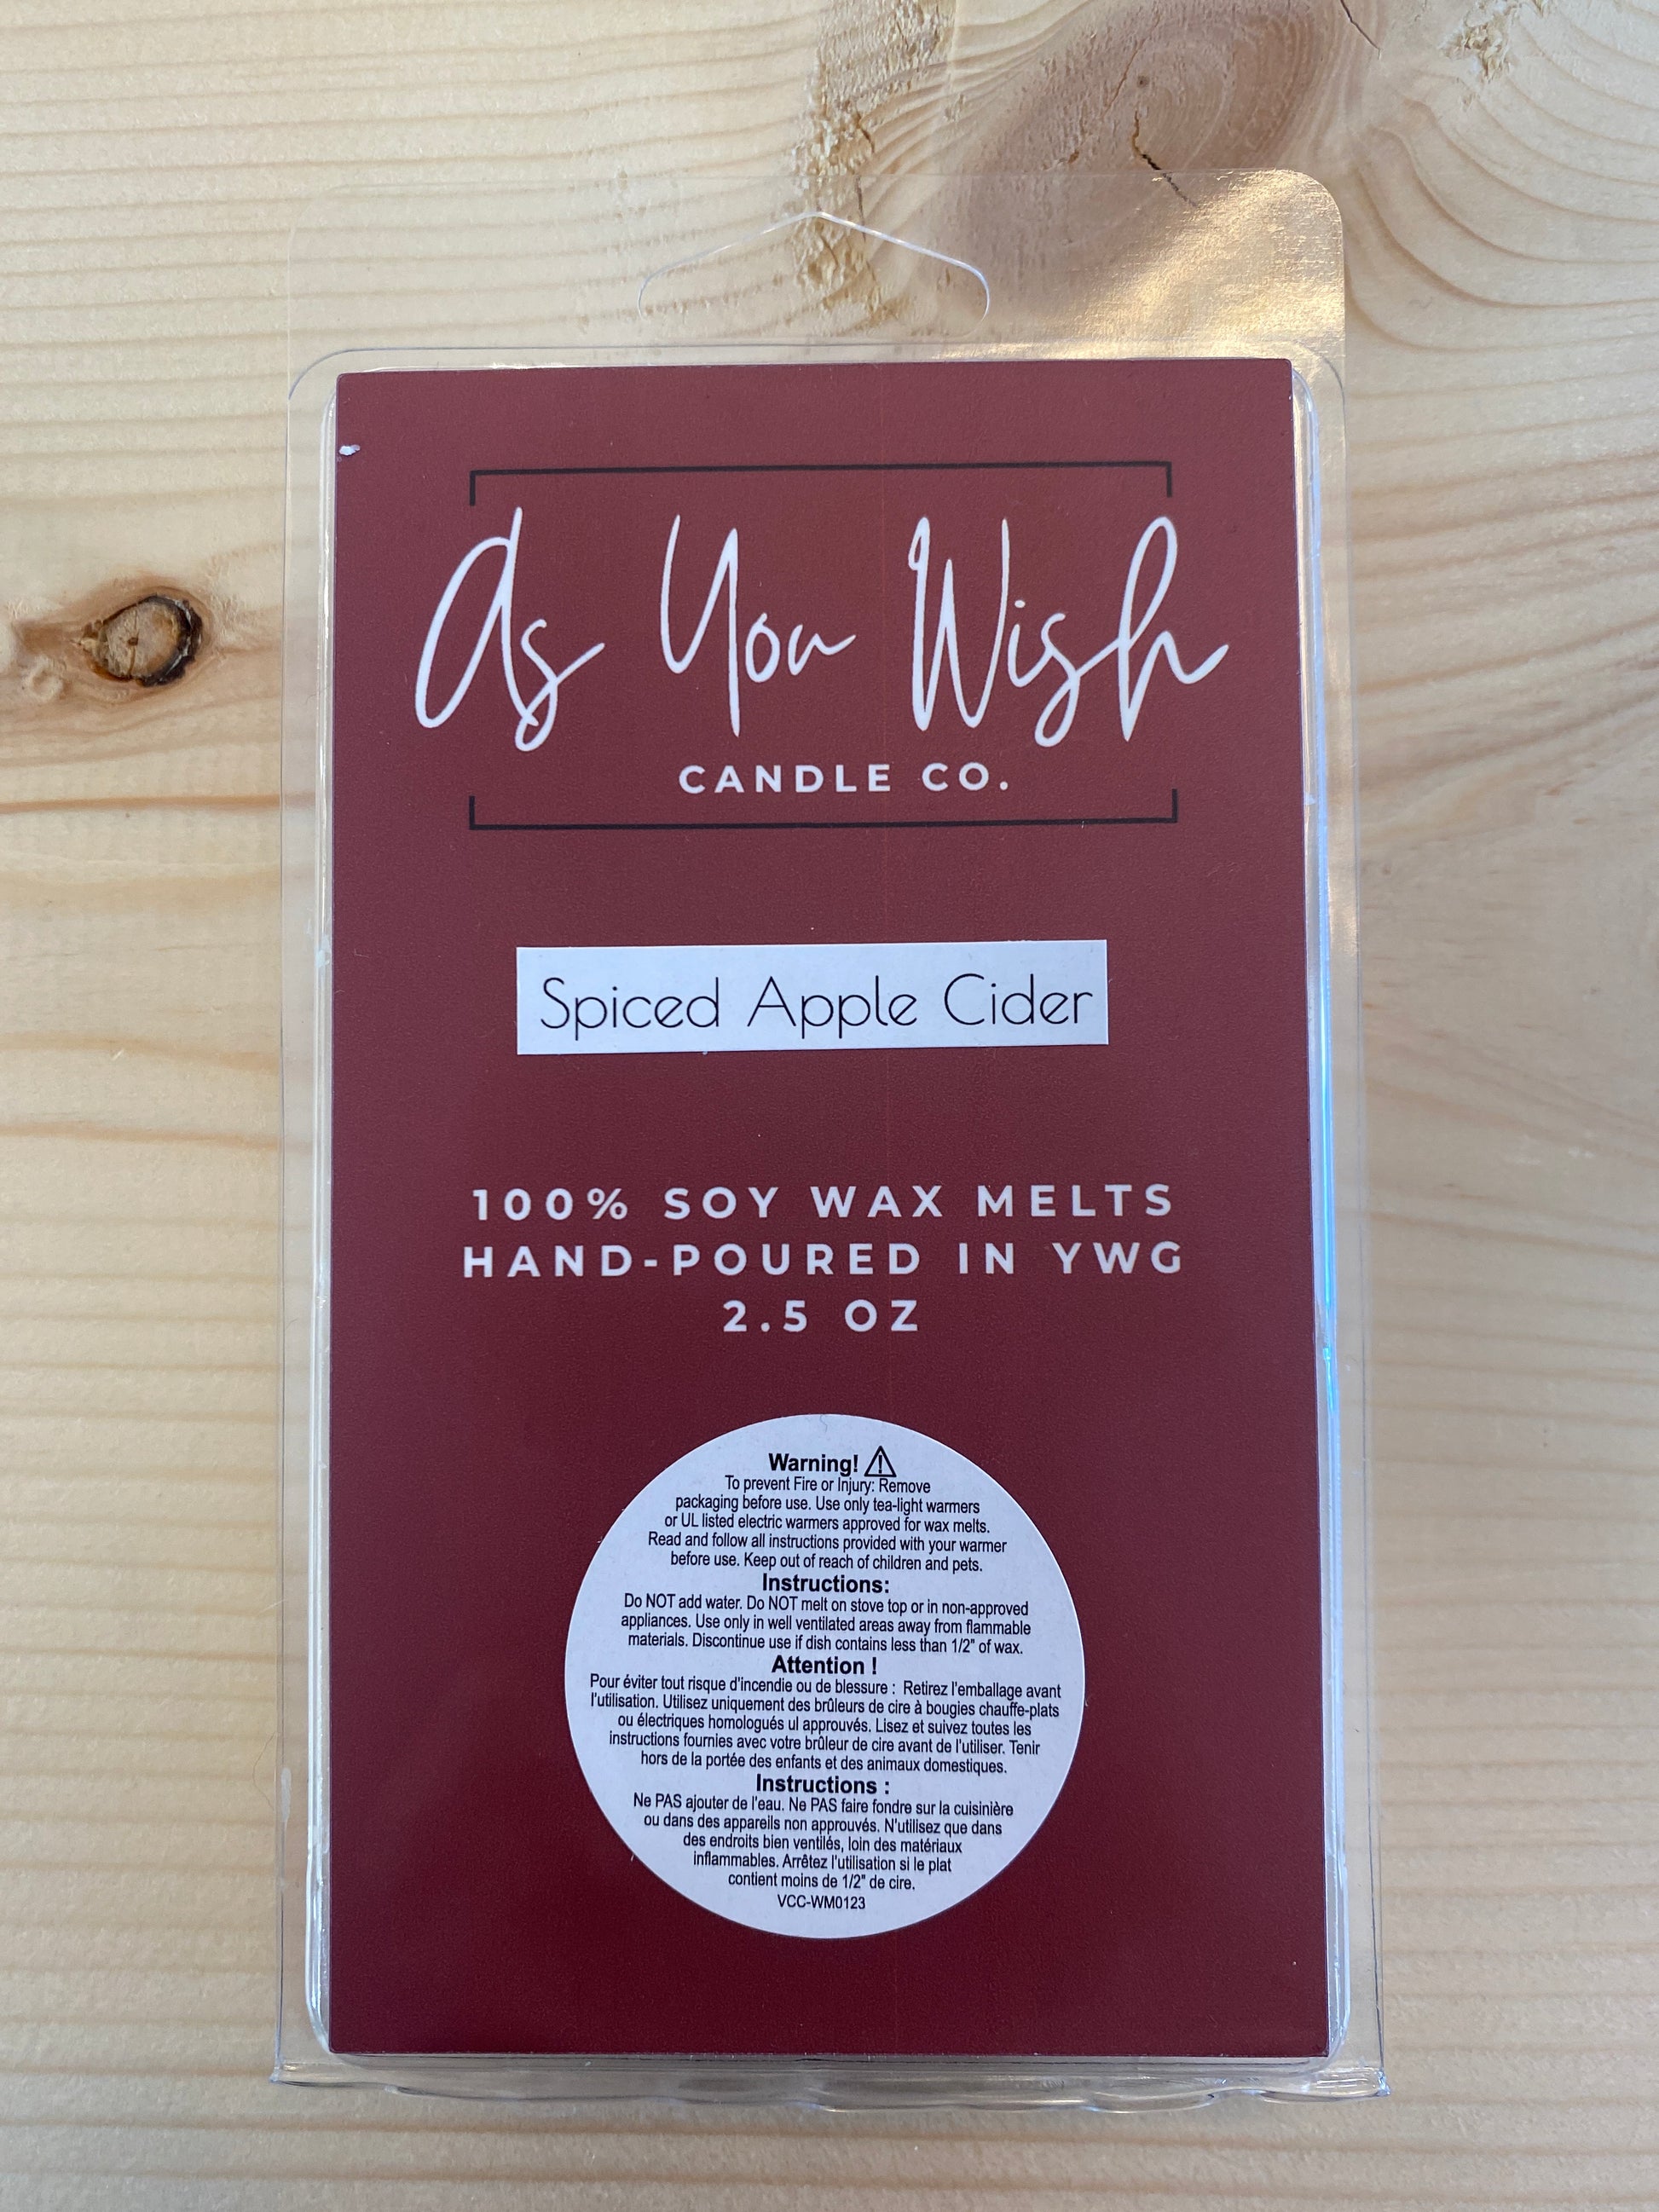 As You Wish
CANDLE CO.
Spiced Apple Cider
100% SOY WAX MELTS
HAND-POURED IN YWG
2.5 OZ
Warning! ⚠
To prevent Fire or Injury: Remove
packaging before use. Use only tea-light warmers
or UL listed electric warmers approved for wax melts.
Read and follow all instructions provided with your warmer
before use. Keep out of reach of children and pets.
Instructions:
Do NOT add water. Do NOT melt on stove top or in non-approved
appliances. Use only in well ventilated areas away from flammable
materials. Discontinue use if dish contains less than 1/2" of wax.
Attention !
Pour éviter tout risque d'incendie ou de blessure : Retirez l'emballage avant
l'utilisation. Utilisez uniquement des brûleurs de cire à bougies chauffe-plats
ou électriques homologués ul approuvés. Lisez et suivez toutes les
instructions fournies avec votre brûleur de cire avant de l'utiliser. Tenir
hors de la portée des enfants et des animaux domestiques.
Instructions :
Ne PAS ajouter de l'eau. Ne PAS faire fondre sur la cuisinière
ou dans des appareils non approuvés. N'utilisez que dans
des endroits bien ventilés, loin des matériaux
inflammables. Arrêtez l'utilisation si le plat
contient moins de 1/2" de cire.
VCC-WM0123